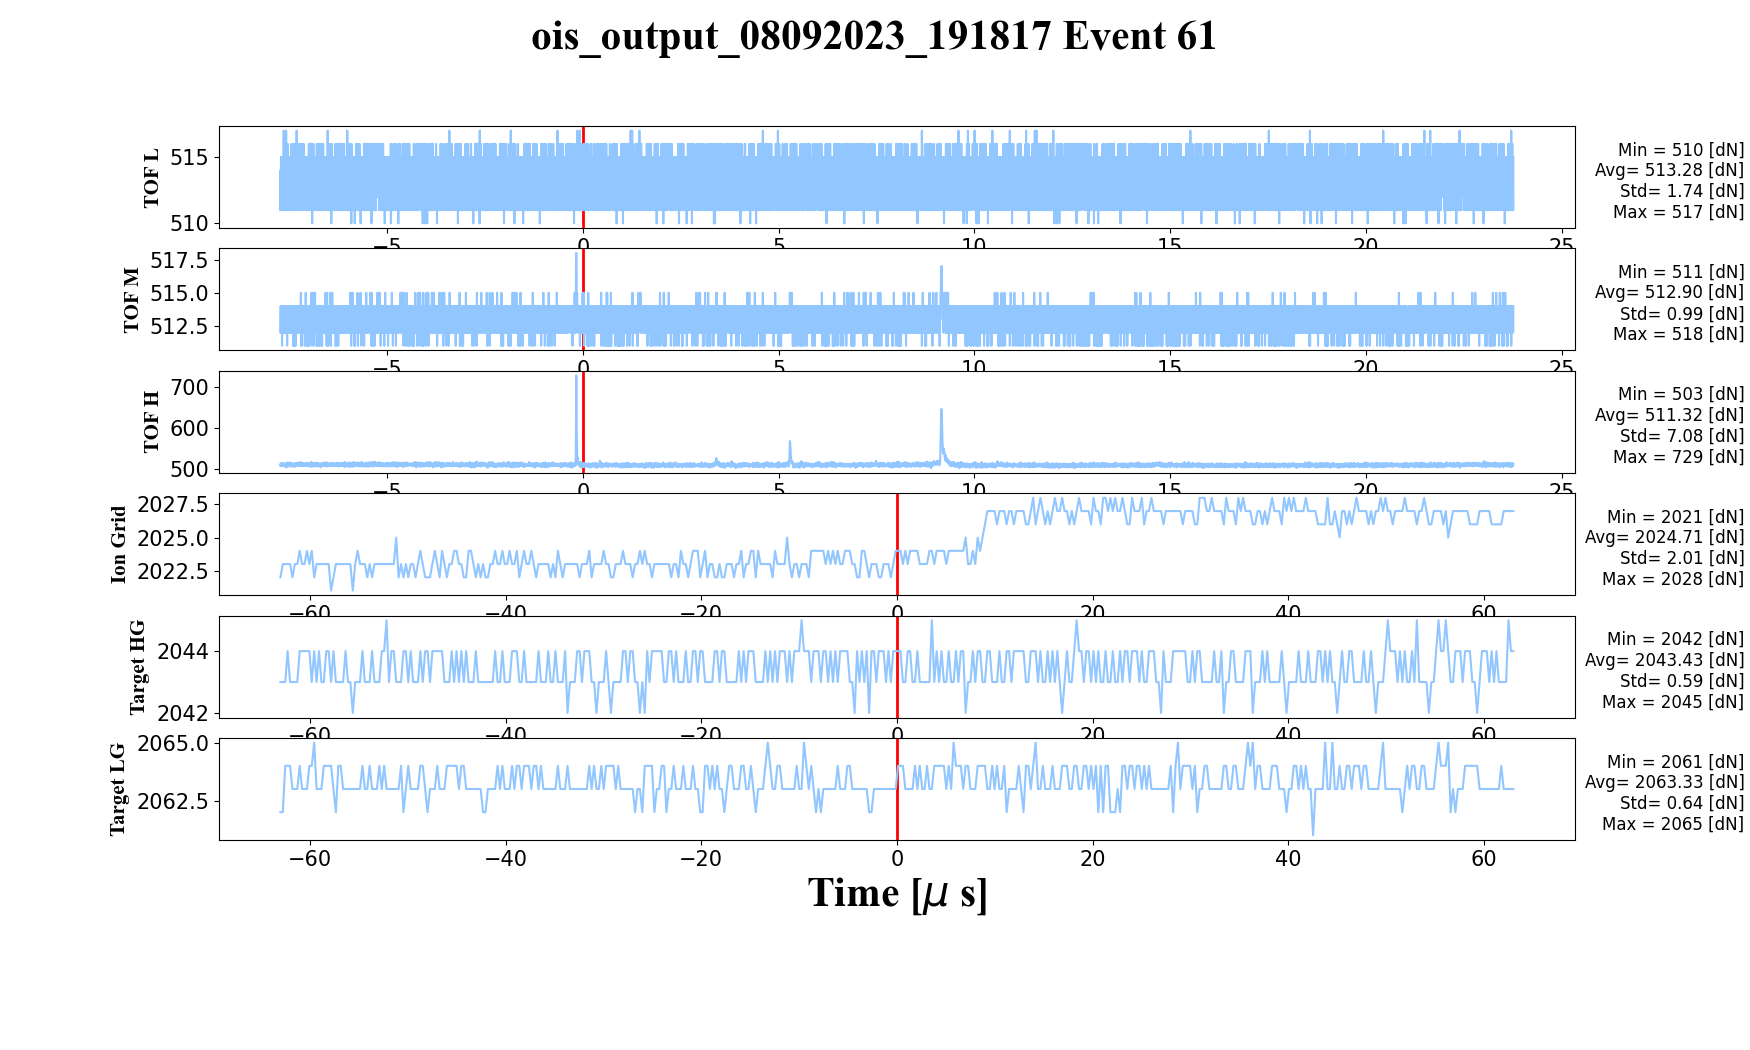 ois_output_08092023_191817 Event 61
TOF L
515
510
Min = 510 [dN]
Avg= 513.28 [dN]
Std= 1.74 [dN]
Max = 517 [dN]
−5 0 5 10 15 20 25
TOF M
517.5
515.0
512.5
Min = 511 [dN]
Avg= 512.90 [dN]
Std= 0.99 [dN]
Max = 518 [dN]
−5 0 5 10 15 20 25
TOF H
700
600
500
Min = 503 [dN]
Avg= 511.32 [dN]
Std= 7.08 [dN]
Max = 729 [dN]
−5 0 5 10 15 20 25
Ion Grid
2027.5
2025.0
2022.5
Min = 2021 [dN]
Avg= 2024.71 [dN]
Std= 2.01 [dN]
Max = 2028 [dN]
−60 −40 −20 0 20 40 60
Target HG
2044
2042
Min = 2042 [dN]
Avg= 2043.43 [dN]
Std= 0.59 [dN]
Max = 2045 [dN]
−60 −40 −20 0 20 40 60
Target LG
2065.0
2062.5
Min = 2061 [dN]
Avg= 2063.33 [dN]
Std= 0.64 [dN]
Max = 2065 [dN]
−60 −40 −20 0 20 40 60
Time [μ s]